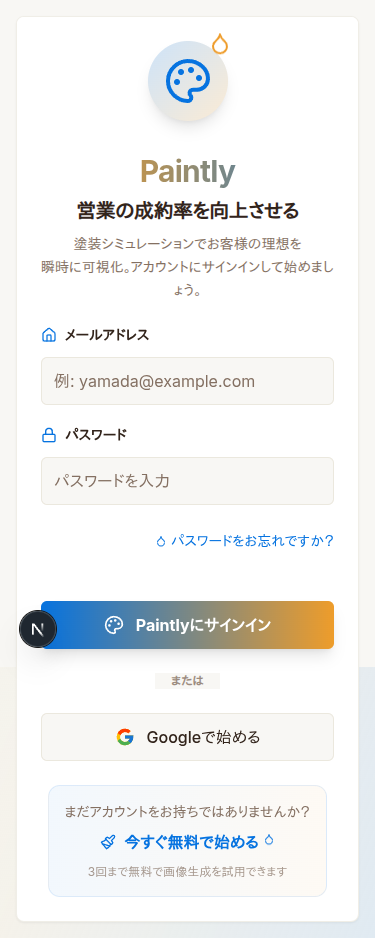 Paintly
営業の成約率を向上させる
塗装シミュレーションでお客様の理想を
瞬時に可視化。アカウントにサインインして始めまし
ょう。
メールアドレス
例: yamada@example.com
パスワード
パスワードを入力
パスワードをお忘れですか?
N
Paintlyにサインイン
または
Googleで始める
まだアカウントをお持ちではありませんか?
今すぐ無料で始める
3回まで無料で画像生成を試用できます